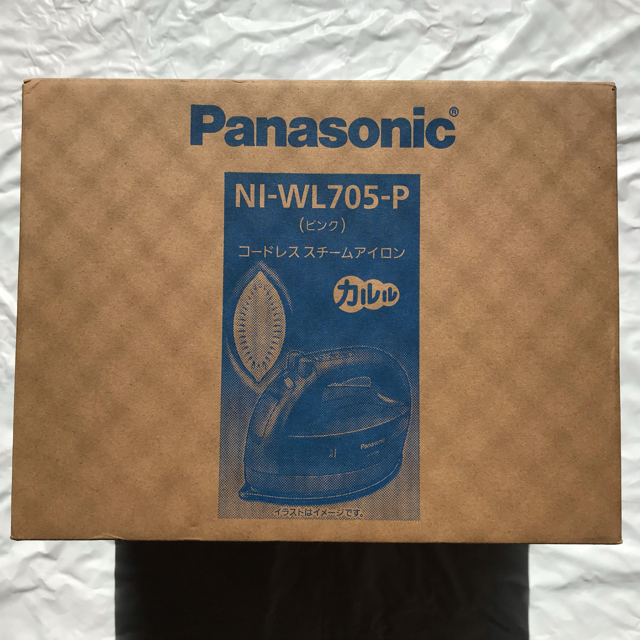 Panasonic®
NI-WL705-P
(ピンク)
コードレス スチームアイロン
カルル
Panasonic
イラストはイメージです。